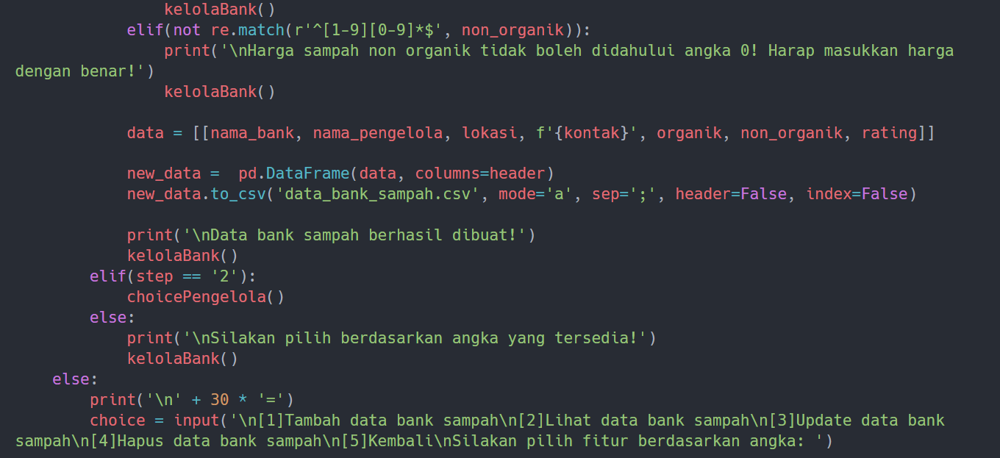 kelolaBank()
elif(not re.match(r'^[1-9][0-9]*$', non_organik)):
print('\nHarga sampah non organik tidak boleh didahului angka 0! Harap masukkan harga
dengan benar!')
kelolaBank()
data = [[nama_bank, nama_pengelola, lokasi, f'{kontak}', organik, non_organik, rating]]
new_data =  pd.DataFrame(data, columns=header)
new_data.to_csv('data_bank_sampah.csv', mode='a', sep=';', header=False, index=False)
print('\nData bank sampah berhasil dibuat!')
kelolaBank()
elif(step == '2'):
choicePengelola()
else:
print('\nSilakan pilih berdasarkan angka yang tersedia!')
kelolaBank()
else:
print('\n' + 30 * '=')
choice = input('\n[1]Tambah data bank sampah\n[2]Lihat data bank sampah\n[3]Update data bank
sampah\n[4]Hapus data bank sampah\n[5]Kembali\nSilakan pilih fitur berdasarkan angka: ')